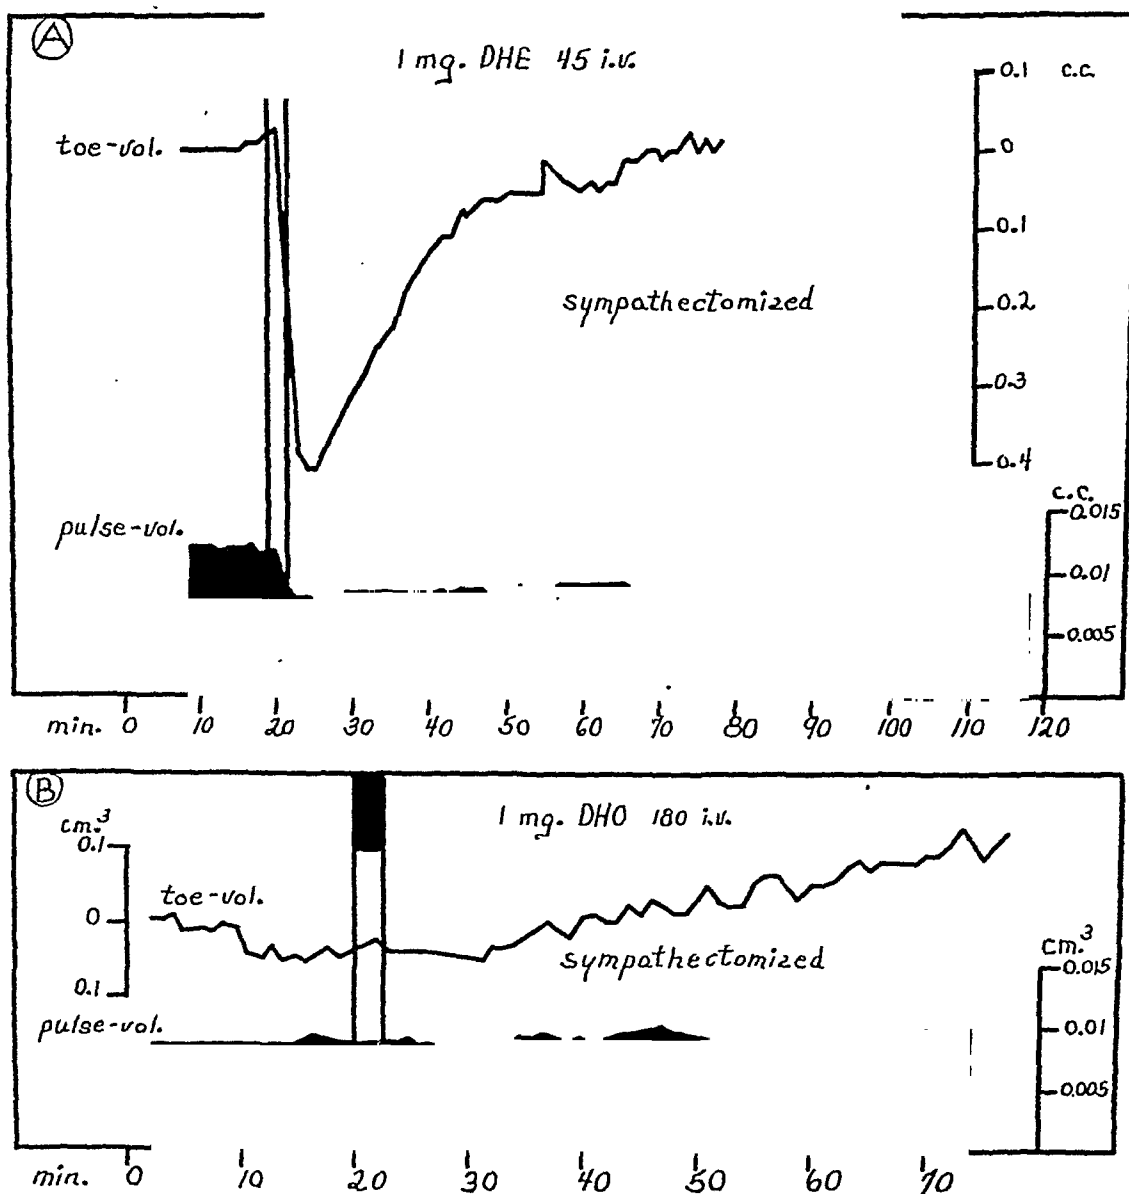 A
1 mg. DHE 45 i.v.
0.1 c.c.
toe-vol.
0
0.1
sympathectomized
0.2
0.3
0.4
c.c.
pulse-vol.
0.015
0.01
0.005
min. 0 10 20 30 40 50 60 70 80 90 100 110 120
B
1 mg. DHO 180 i.v.
cm.³
0.1
toe-vol.
0
sympathectomized
cm.³
0.1
0.015
pulse-vol.
0.01
0.005
min. 0 10 20 30 40 50 60 70